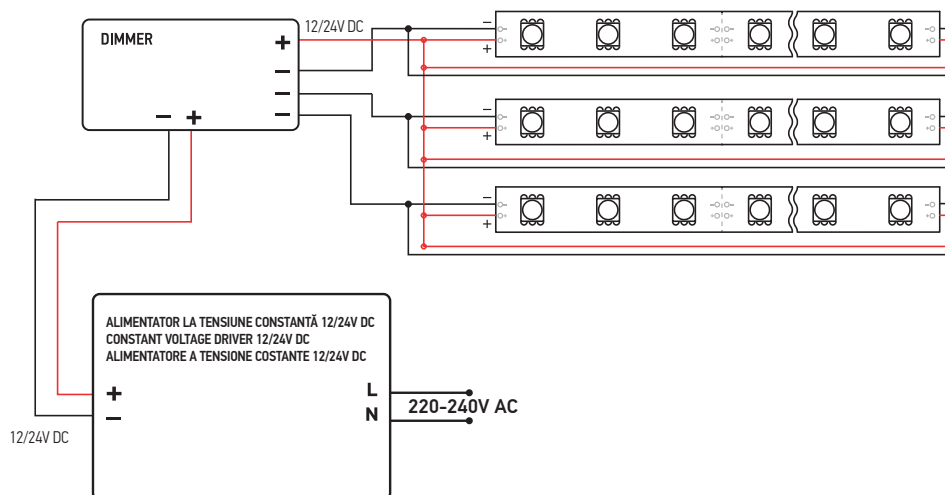 DIMMER
12/24V DC
+
−
−
−
− +
−
+
−
+
−
+
ALIMENTATOR LA TENSIUNE CONSTANTĂ 12/24V DC
CONSTANT VOLTAGE DRIVER 12/24V DC
ALIMENTATORE A TENSIONE COSTANTE 12/24V DC
+
−
L
N
220-240V AC
12/24V DC